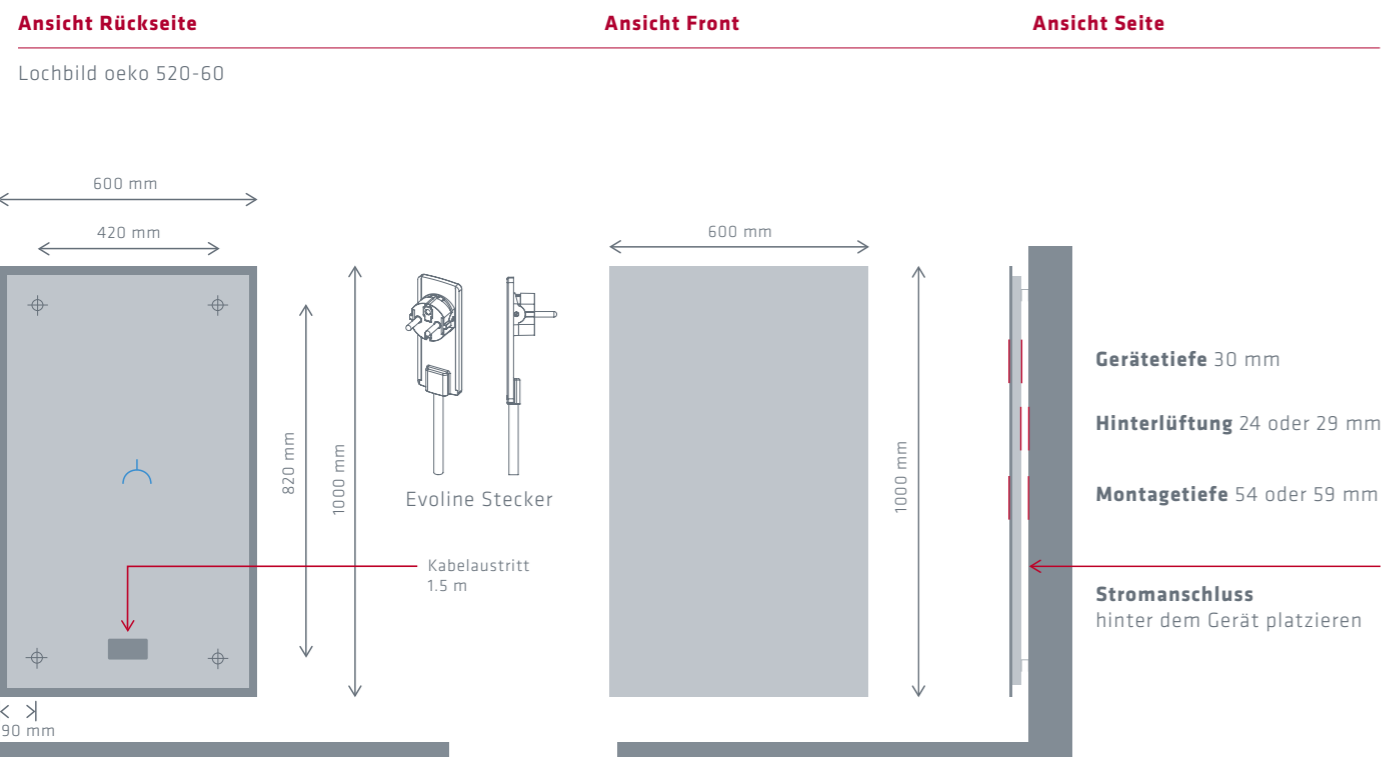 Ansicht Rückseite
Ansicht Front
Ansicht Seite
Lochbild oeko 520-60
600 mm
420 mm
820 mm
1000 mm
90 mm
Evoline Stecker
Kabelaustritt
1.5 m
600 mm
1000 mm
Gerätetiefe 30 mm
Hinterlüftung 24 oder 29 mm
Montagetiefe 54 oder 59 mm
Stromanschluss
hinter dem Gerät platzieren